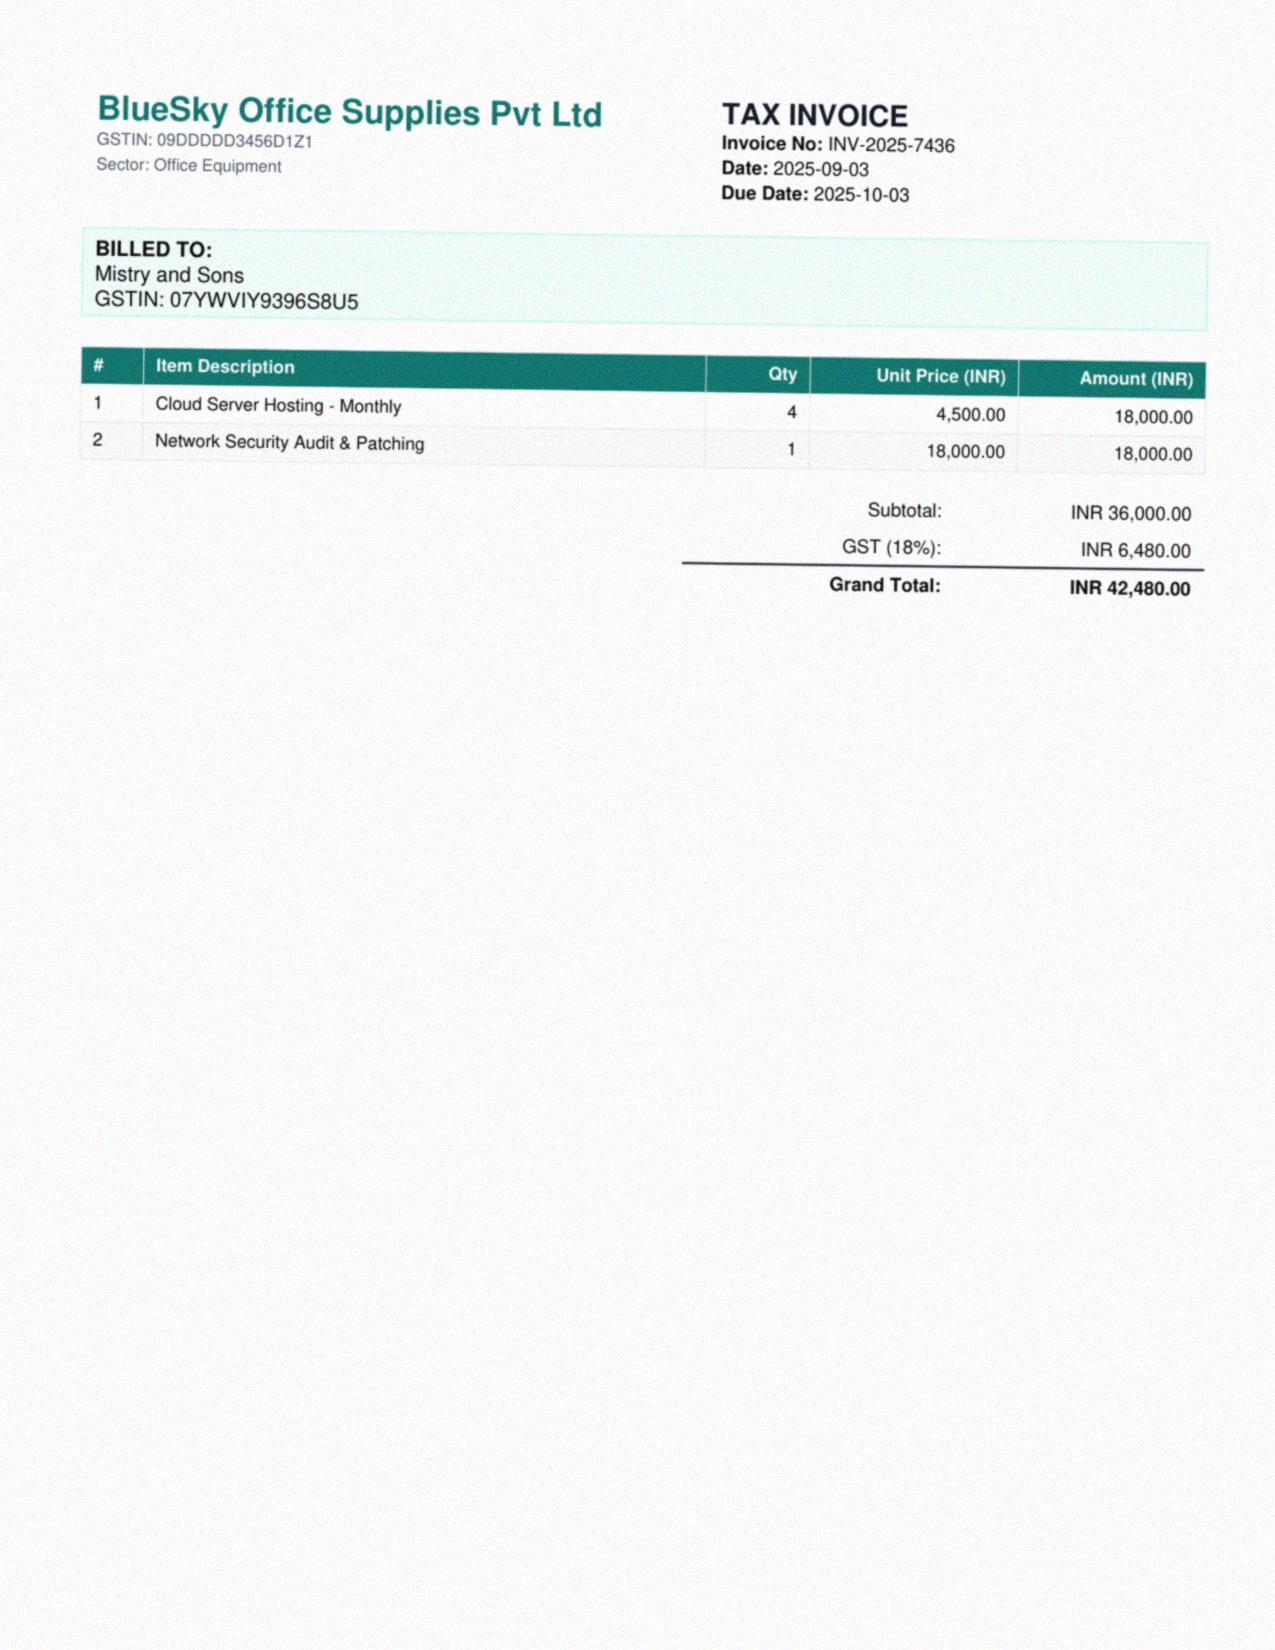 BlueSky Office Supplies Pvt Ltd
GSTIN: 09DDDDD3456D1Z1
Sector: Office Equipment
TAX INVOICE
Invoice No: INV-2025-7436
Date: 2025-09-03
Due Date: 2025-10-03
BILLED TO:
Mistry and Sons
GSTIN: 07YWVIY9396S8U5
# Item Description Qty Unit Price (INR) Amount (INR)
1 Cloud Server Hosting - Monthly 4 4,500.00 18,000.00
2 Network Security Audit & Patching 1 18,000.00 18,000.00
Subtotal: INR 36,000.00
GST (18%): INR 6,480.00
Grand Total: INR 42,480.00